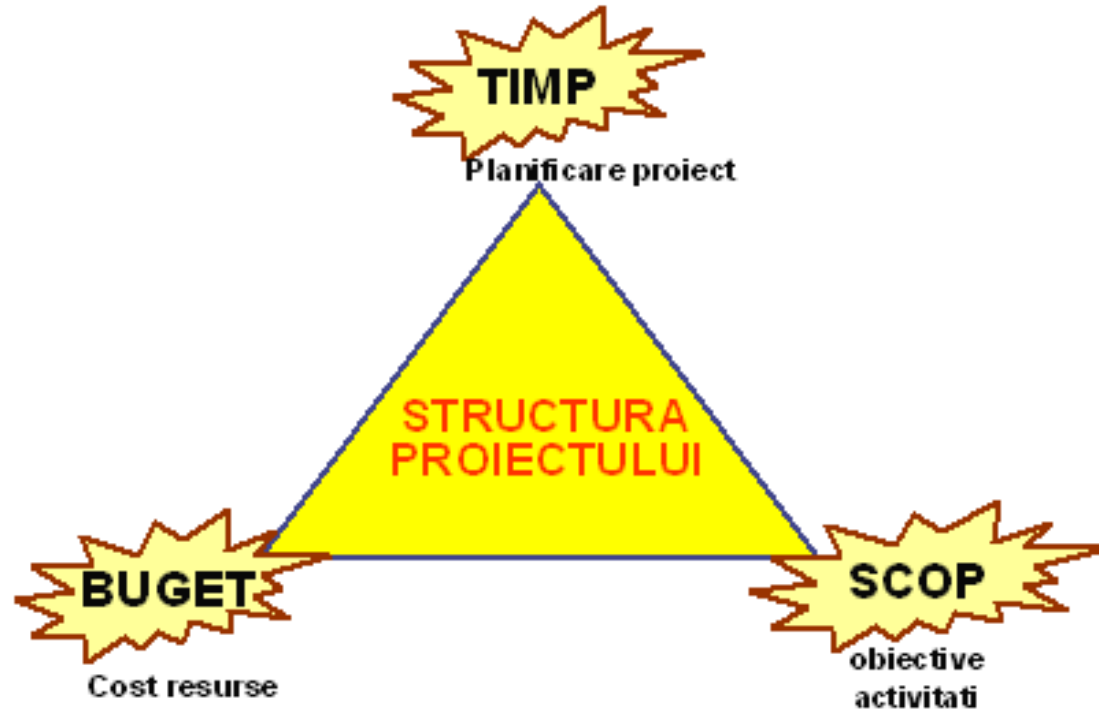 TIMP
Planificare proiect
STRUCTURA
PROIECTULUI
BUGET
Cost resurse
SCOP
obiective
activitati